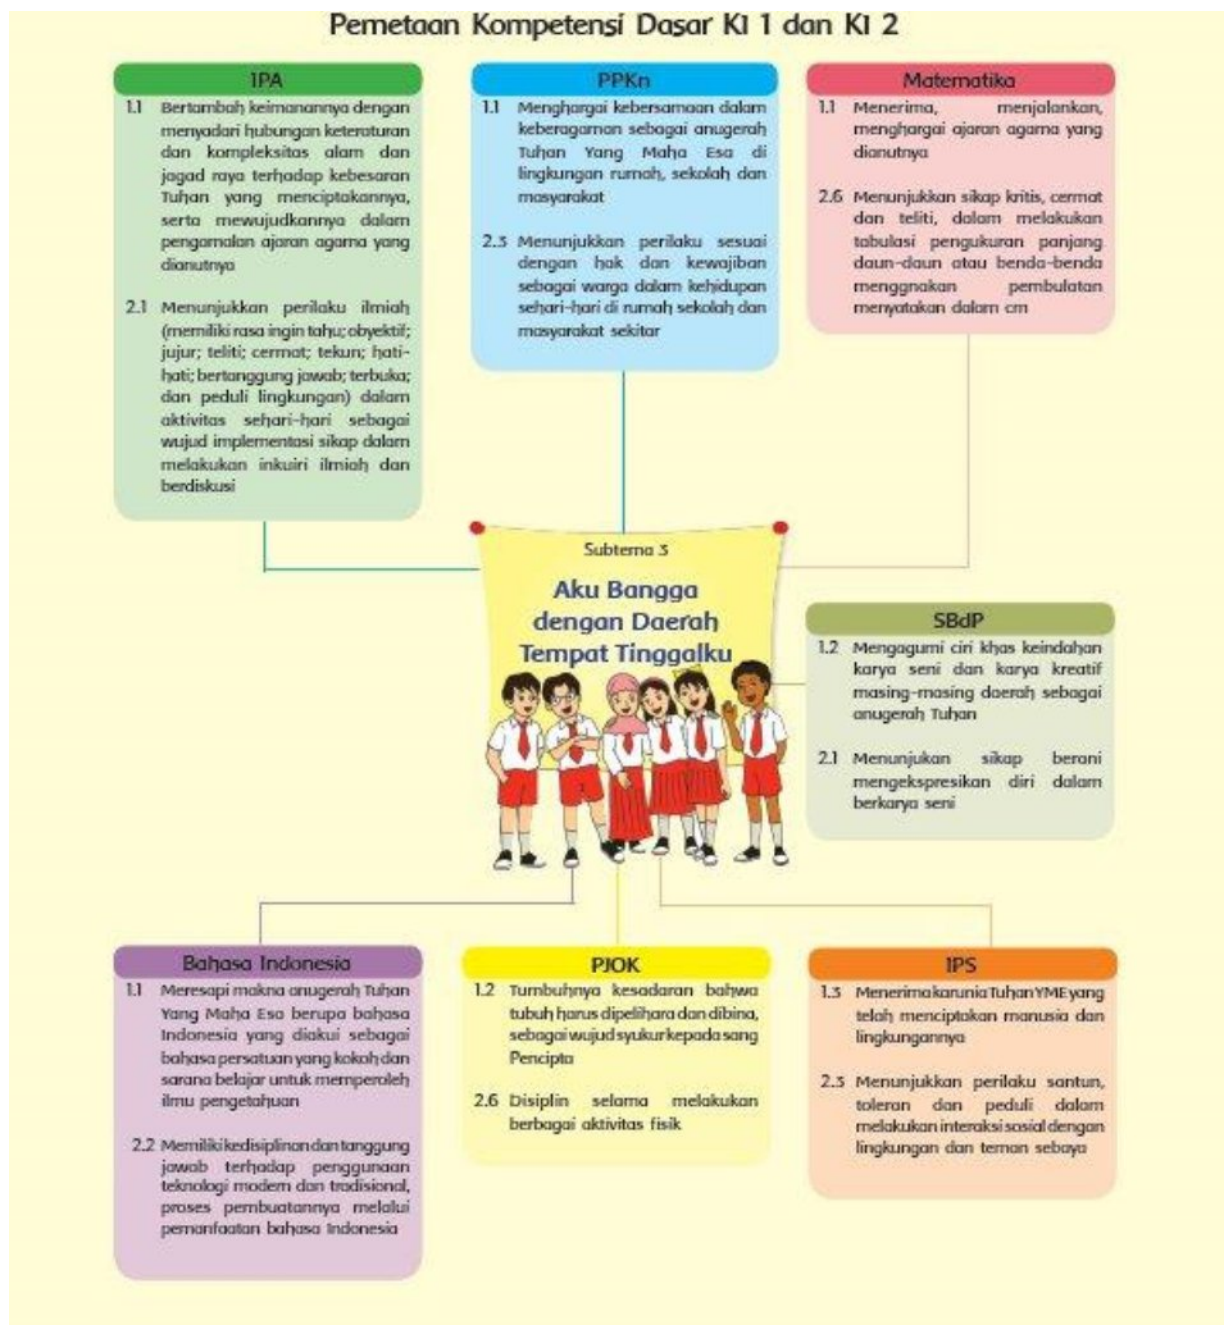 Pemetaan Kompetensi Dasar KI 1 dan KI 2
IPA
1.1 Bertambah keimanannya dengan
menyadari hubungan keteraturan
dan kompleksitas alam dan
jagad raya terhadap kebesaran
Tuhan yang menciptakannya,
serta mewujudkannya dalam
pengamalan ajaran agama yang
dianutnya
2.1 Menunjukkan perilaku ilmiah
(memiliki rasa ingin tahu; obyektif;
jujur; teliti; cermat; tekun; hati-
hati; bertanggung jawab; terbuka;
dan peduli lingkungan) dalam
aktivitas sehari-hari sebagai
wujud implementasi sikap dalam
melakukan inkuiri ilmiah dan
berdiskusi
PPKn
1.1 Menghargai kebersamaan dalam
keberagaman sebagai anugerah
Tuhan Yang Maha Esa di
lingkungan rumah, sekolah dan
masyarakat
2.3 Menunjukkan perilaku sesuai
dengan hak dan kewajiban
sebagai warga dalam kehidupan
sehari-hari di rumah sekolah dan
masyarakat sekitar
Matematika
1.1 Menerima, menjalankan,
menghargai ajaran agama yang
dianutnya
2.6 Menunjukkan sikap kritis, cermat
dan teliti, dalam melakukan
tabulasi pengukuran panjang
daun-daun atau benda-benda
menggnakan pembulatan
menyatakan dalam cm
Subtema 3
Aku Bangga
dengan Daerah
Tempat Tinggalku
SBdP
1.2 Mengagumi ciri khas keindahan
karya seni dan karya kreatif
masing-masing daerah sebagai
anugerah Tuhan
2.1 Menunjukan sikap berani
mengekspresikan diri dalam
berkarya seni
Bahasa Indonesia
1.1 Meresapi makna anugerah Tuhan
Yang Maha Esa berupa bahasa
Indonesia yang diakui sebagai
bahasa persatuan yang kokoh dan
sarana belajar untuk memperoleh
ilmu pengetahuan
2.2 Memiliki kedisiplinan dan tanggung
jawab terhadap penggunaan
teknologi modern dan tradisional,
proses pembuatannya melalui
pemanfaatan bahasa Indonesia
PJOK
1.2 Tumbuhnya kesadaran bahwa
tubuh harus dipelihara dan dibina,
sebagai wujud syukur kepada sang
Pencipta
2.6 Disiplin selama melakukan
berbagai aktivitas fisik
IPS
1.3 Menerima karunia Tuhan YME yang
telah menciptakan manusia dan
lingkungannya
2.3 Menunjukkan perilaku santun,
toleran dan peduli dalam
melakukan interaksi sosial dengan
lingkungan dan teman sebaya